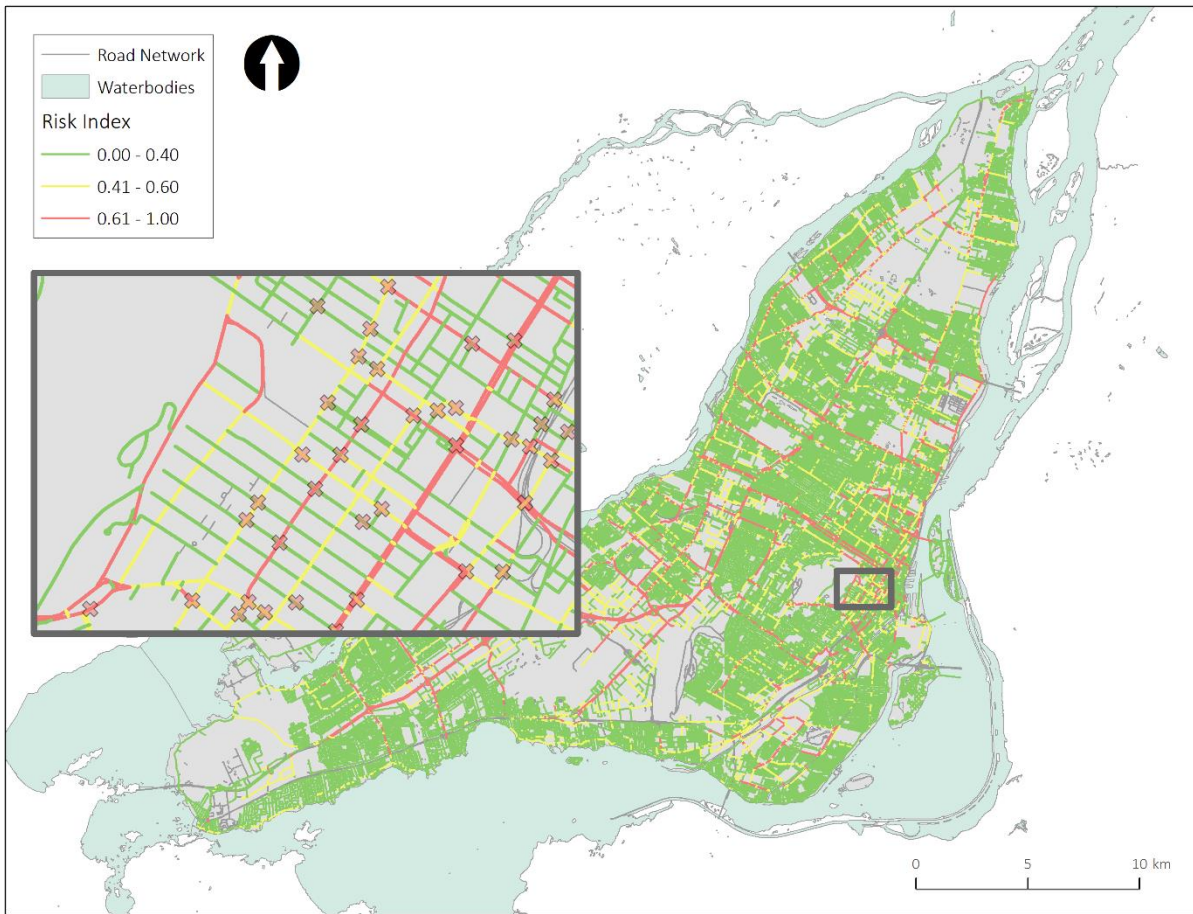 Road Network
Waterbodies
Risk Index
0.00 - 0.40
0.41 - 0.60
0.61 - 1.00
0 5 10 km